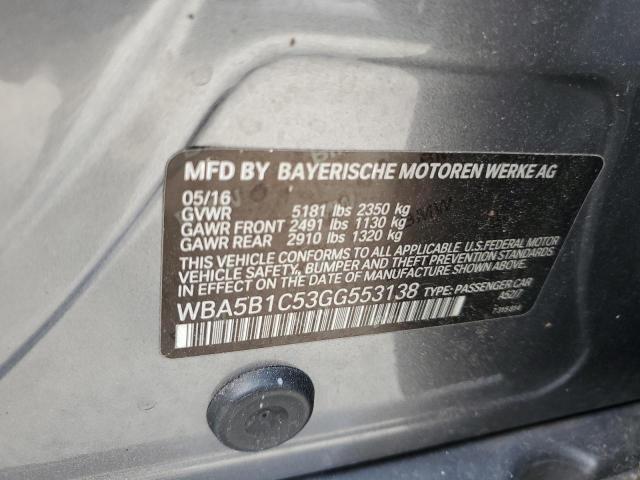 MFD BY BAYERISCHE MOTOREN WERKE AG
05/16
GVWR 5181 lbs 2350 kg
GAWR FRONT 2491 lbs 1130 kg
GAWR REAR 2910 lbs 1320 kg
THIS VEHICLE CONFORMS TO ALL APPLICABLE U.S. FEDERAL MOTOR
VEHICLE SAFETY, BUMPER AND THEFT PREVENTION STANDARDS
IN EFFECT ON THE DATE OF MANUFACTURE SHOWN ABOVE.
WBA5B1C53GG553138 TYPE: PASSENGER CAR
A52/7